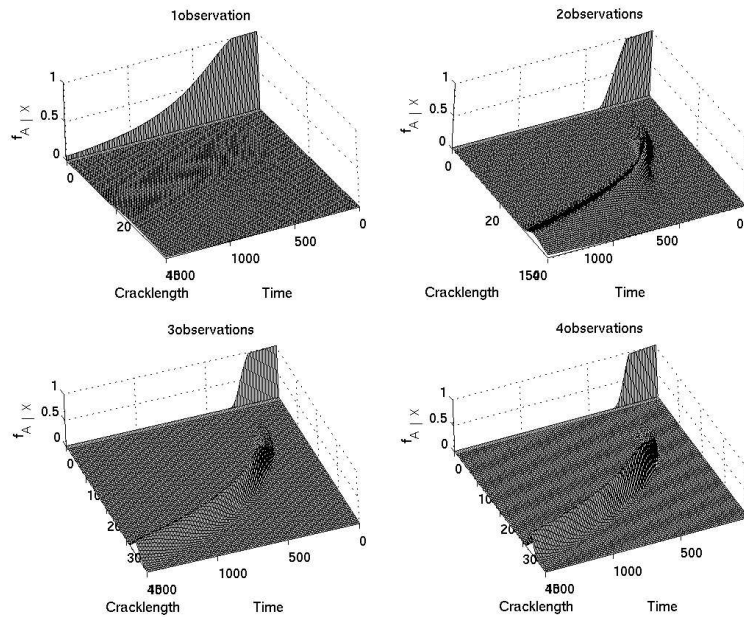 1observation
1
0.5
0
f A | X
0
20
1000
500
0
Cracklength
Time
2observations
1
0.5
0
f A | X
0
20
1000
500
0
Cracklength
Time
3observations
1
0.5
0
f A | X
0
10
20
30
1000
500
0
Cracklength
Time
4observations
1
0.5
0
f A | X
0
10
20
30
1000
500
0
Cracklength
Time